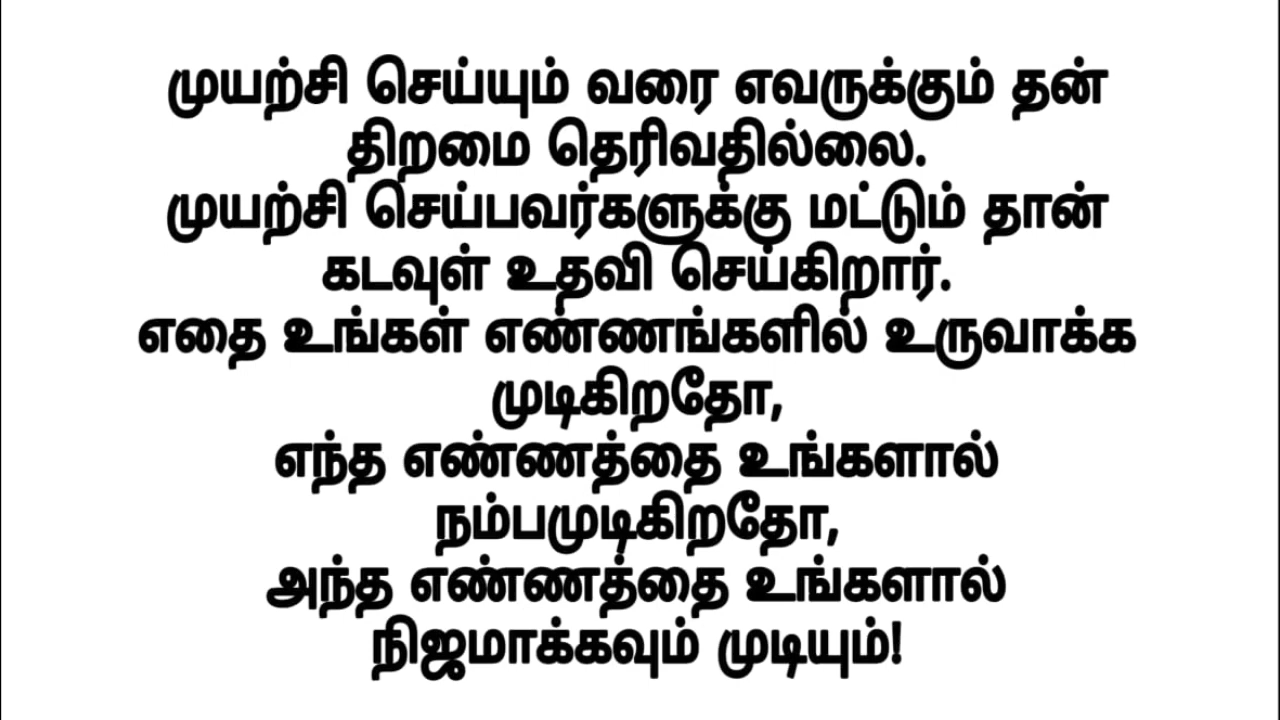 முயற்சி செய்யும் வரை எவருக்கும் தன்
திறமை தெரிவதில்லை.
முயற்சி செய்பவர்களுக்கு மட்டும் தான்
கடவுள் உதவி செய்கிறார்.
எதை உங்கள் எண்ணங்களில் உருவாக்க
முடிகிறதோ,
எந்த எண்ணத்தை உங்களால்
நம்பமுடிகிறதோ,
அந்த எண்ணத்தை உங்களால்
நிஜமாக்கவும் முடியும்!